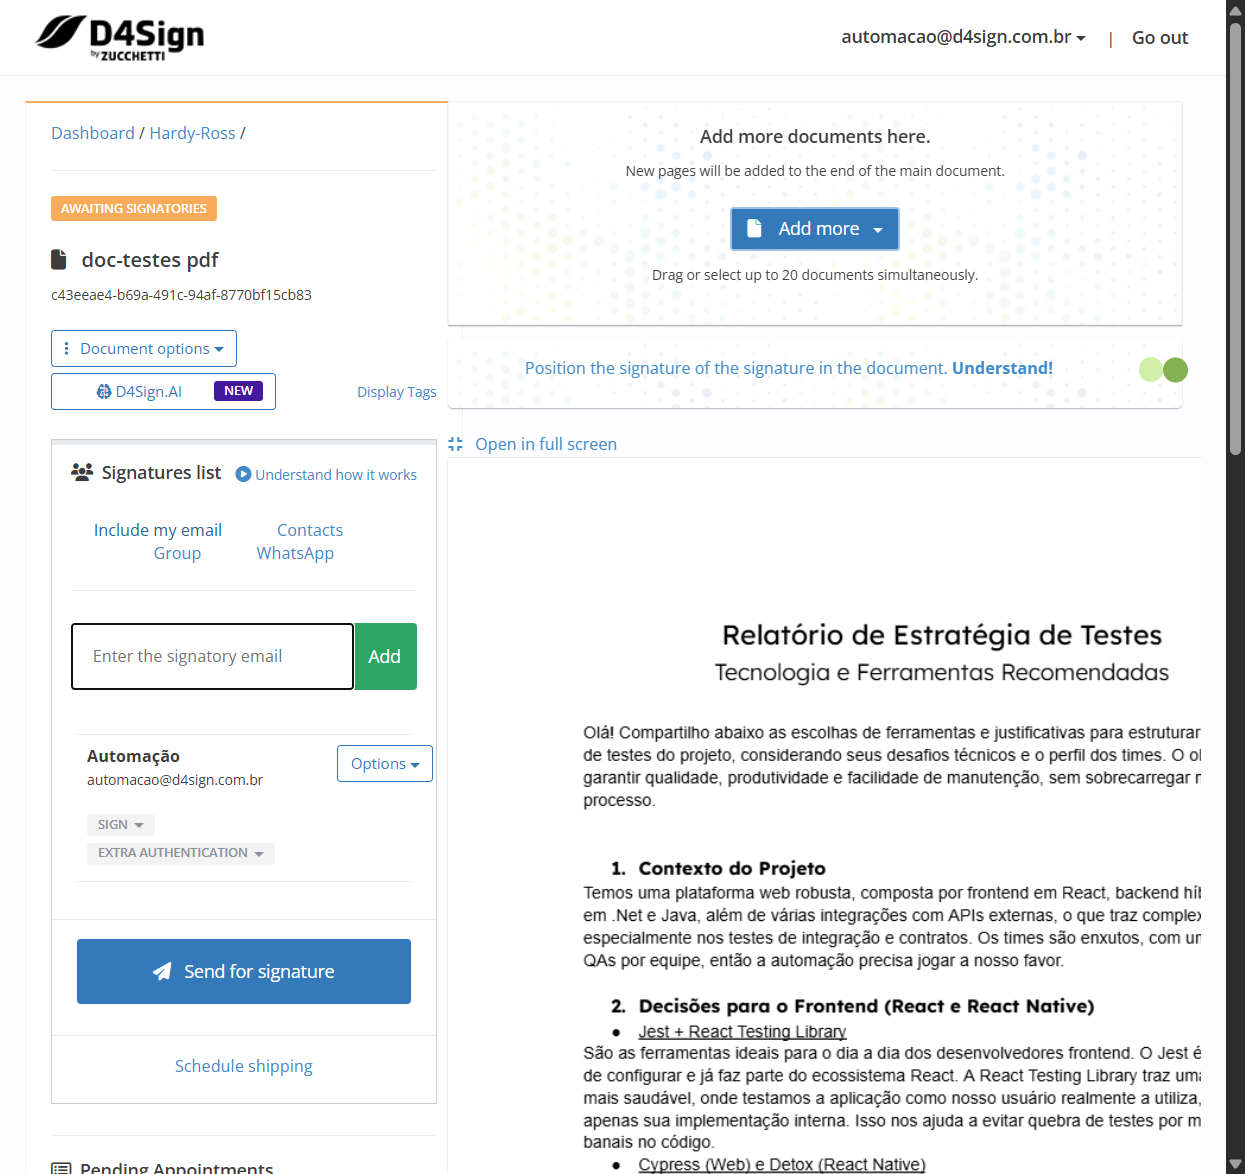 D4Sign
by ZUCCHETTI
automacao@d4sign.com.br
|
Go out
Dashboard / Hardy-Ross /
AWAITING SIGNATORIES
doc-testes pdf
c43eeae4-b69a-491c-94af-8770bf15cb83
Document options
D4Sign.AI NEW
Display Tags
Signatures list
Understand how it works
Include my email
Contacts
Group
WhatsApp
Enter the signatory email
Add
Automação
automacao@d4sign.com.br
Options
SIGN
EXTRA AUTHENTICATION
Send for signature
Schedule shipping
Pending Appointments
Add more documents here.
New pages will be added to the end of the main document.
Add more
Drag or select up to 20 documents simultaneously.
Position the signature of the signature in the document. Understand!
Open in full screen
Relatório de Estratégia de Testes
Tecnologia e Ferramentas Recomendadas
Olá! Compartilho abaixo as escolhas de ferramentas e justificativas para estruturar
de testes do projeto, considerando seus desafios técnicos e o perfil dos times. O
garantir qualidade, produtividade e facilidade de manutenção, sem sobrecarregar
processo.
1. Contexto do Projeto
Temos uma plataforma web robusta, composta por frontend em React, backend
em .Net e Java, além de várias integrações com APIs externas, o que traz
especialmente nos testes de integração e contratos. Os times são enxutos, com
QAs por equipe, então a automação precisa jogar a nosso favor.
2. Decisões para o Frontend (React e React Native)
● Jest + React Testing Library
São as ferramentas ideais para o dia a dia dos desenvolvedores frontend. O Jest é
de configurar e já faz parte do ecossistema React. A React Testing Library traz
mais saudável, onde testamos a aplicação como nosso usuário realmente a utiliza,
apenas sua implementação interna. Isso nos ajuda a evitar quebra de testes por
banais no código.
● Cypress (Web) e Detox (React Native)